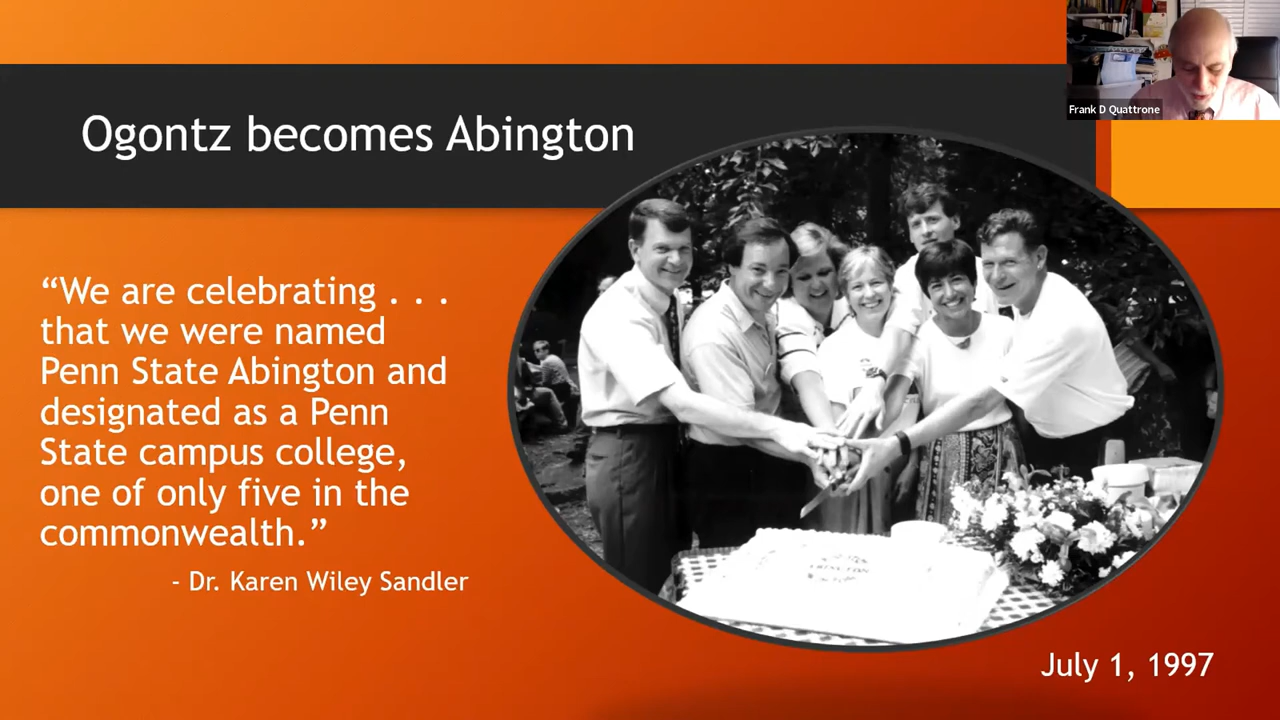 Frank D Quattrone
Ogontz becomes Abington
“We are celebrating . . .
that we were named
Penn State Abington and
designated as a Penn
State campus college,
one of only five in the
commonwealth.”
- Dr. Karen Wiley Sandler
July 1, 1997